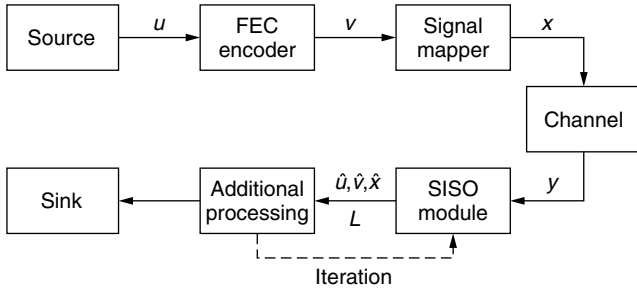 Source
u
FEC
encoder
v
Signal
mapper
x
Channel
Sink
Additional
processing
û,v̂,x̂
L
SISO
module
y
Iteration